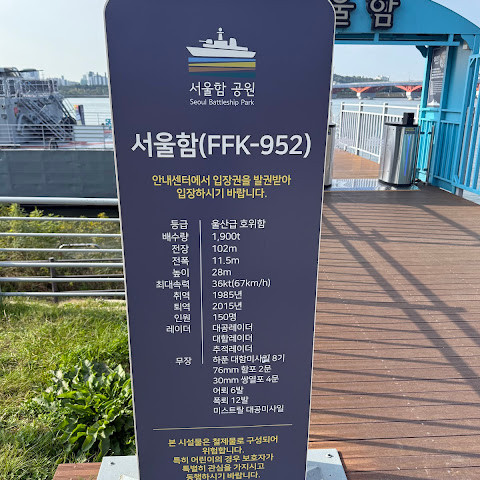 서울함 공원
Seoul Battleship Park
울함
서울함(FFK-952)
안내센터에서 입장권을 발권받아
입장하시기 바랍니다.
등급 울산급 호위함
배수량 1,900t
전장 102m
전폭 11.5m
높이 28m
최대속력 36kt(67km/h)
취역 1985년
퇴역 2015년
인원 150명
레이더 대공레이더
대함레이더
추적레이더
무장 하푼 대함미사일 8기
76mm 함포 2문
30mm 쌍열포 4문
어뢰 6발
폭뢰 12발
미스트랄 대공미사일
본 시설물은 철제물로 구성되어
위험합니다.
특히 어린이의 경우 보호자가
특별히 관심을 가지시고
동행하시기 바랍니다.